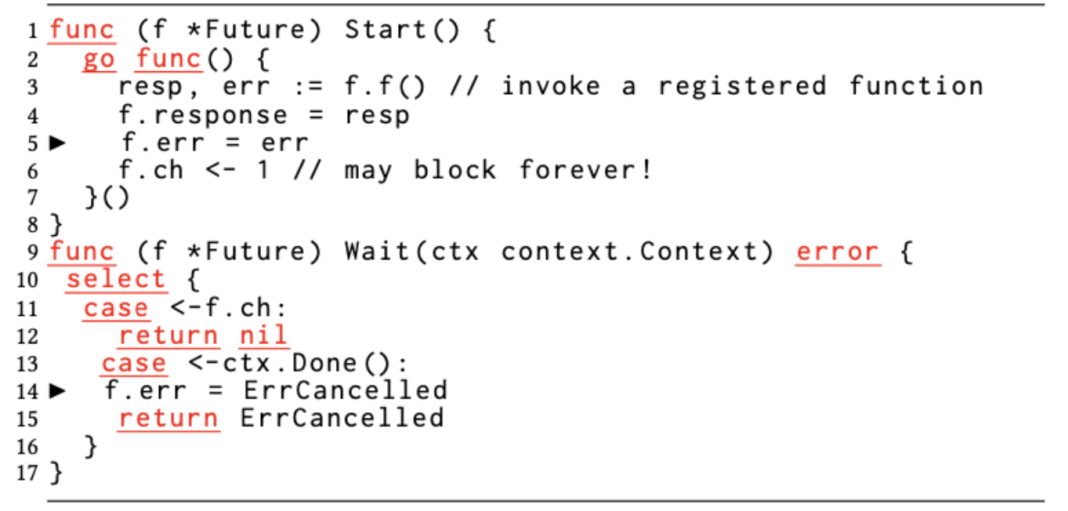 1 func (f *Future) Start() {
2 go func() {
3 resp, err := f.f() // invoke a registered function
4 f.response = resp
5 ▶ f.err = err
6 f.ch <- 1 // may block forever!
7 }()
8 }
9 func (f *Future) Wait(ctx context.Context) error {
10 select {
11 case <-f.ch:
12 return nil
13 case <-ctx.Done():
14 ▶ f.err = ErrCancelled
15 return ErrCancelled
16 }
17 }